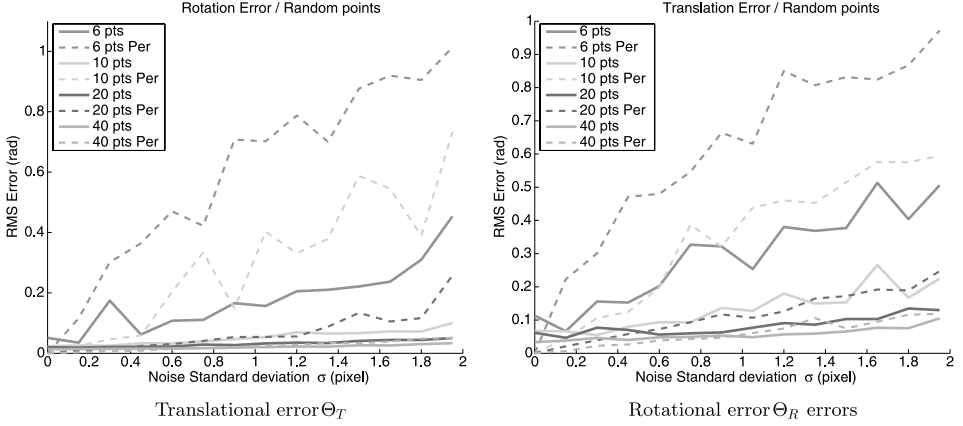 Rotation Error / Random points
1
0.8
0.6
0.4
0.2
0
RMS Error (rad)
6 pts
6 pts Per
10 pts
10 pts Per
20 pts
20 pts Per
40 pts
40 pts Per
0 0.2 0.4 0.6 0.8 1 1.2 1.4 1.6 1.8 2
Noise Standard deviation σ (pixel)
Translational error Θ_T
Translation Error / Random points
1
0.9
0.8
0.7
0.6
0.5
0.4
0.3
0.2
0.1
0
RMS Error (rad)
6 pts
6 pts Per
10 pts
10 pts Per
20 pts
20 pts Per
40 pts
40 pts Per
0 0.2 0.4 0.6 0.8 1 1.2 1.4 1.6 1.8 2
Noise Standard deviation σ (pixel)
Rotational error Θ_R errors